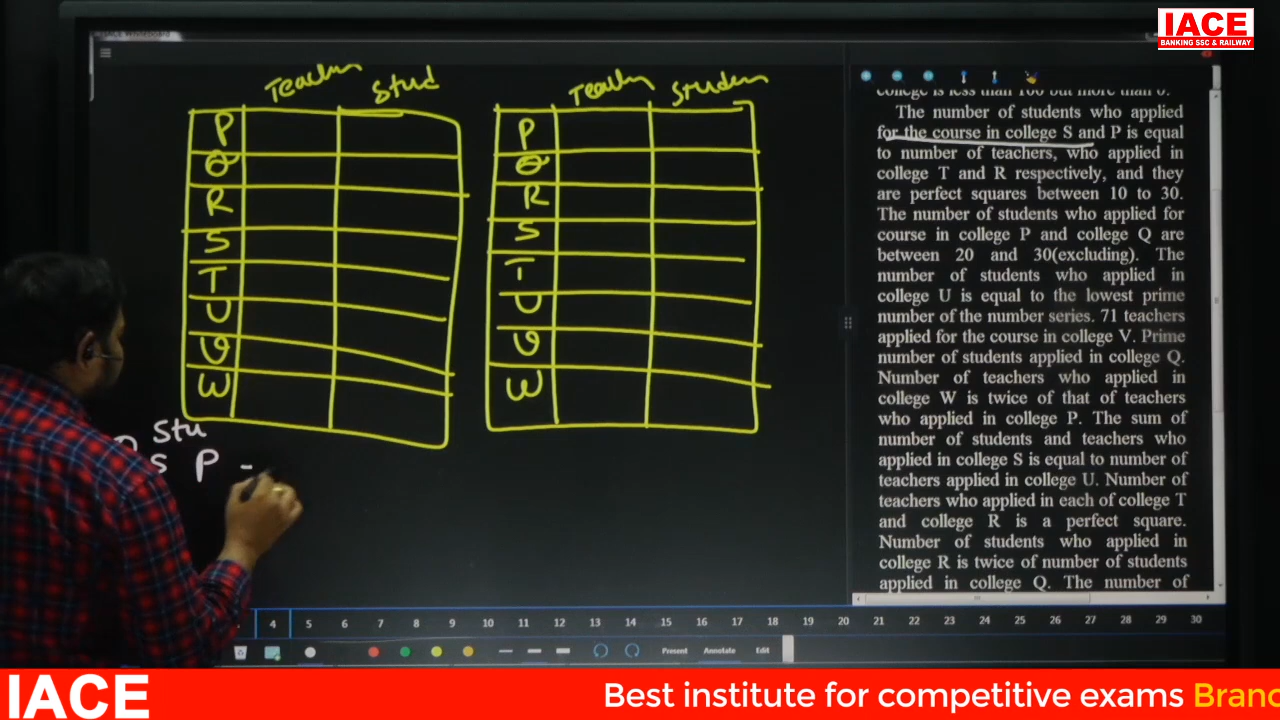 IACE
BANKING SSC & RAILWAY
Teacher Stud
P
Q
R
S
T
U
V
W
Teacher Student
P
Q
R
S
T
U
V
W
Stu
S P -
college is less than 100 but more than 0.
The number of students who applied
for the course in college S and P is equal
to number of teachers, who applied in
college T and R respectively, and they
are perfect squares between 10 to 30.
The number of students who applied for
course in college P and college Q are
between 20 and 30(excluding). The
number of students who applied in
college U is equal to the lowest prime
number of the number series. 71 teachers
applied for the course in college V. Prime
number of students applied in college Q.
Number of teachers who applied in
college W is twice of that of teachers
who applied in college P. The sum of
number of students and teachers who
applied in college S is equal to number of
teachers applied in college U. Number of
teachers who applied in each of college T
and college R is a perfect square.
Number of students who applied in
college R is twice of number of students
applied in college Q. The number of
4 5 6 7 8 9 10 11 12 13 14 15 16 17 18 19 20 21 22 23 24 25 26 27 28 29 30
Present Annotate Edit
IACE
Best institute for competitive exams Branc